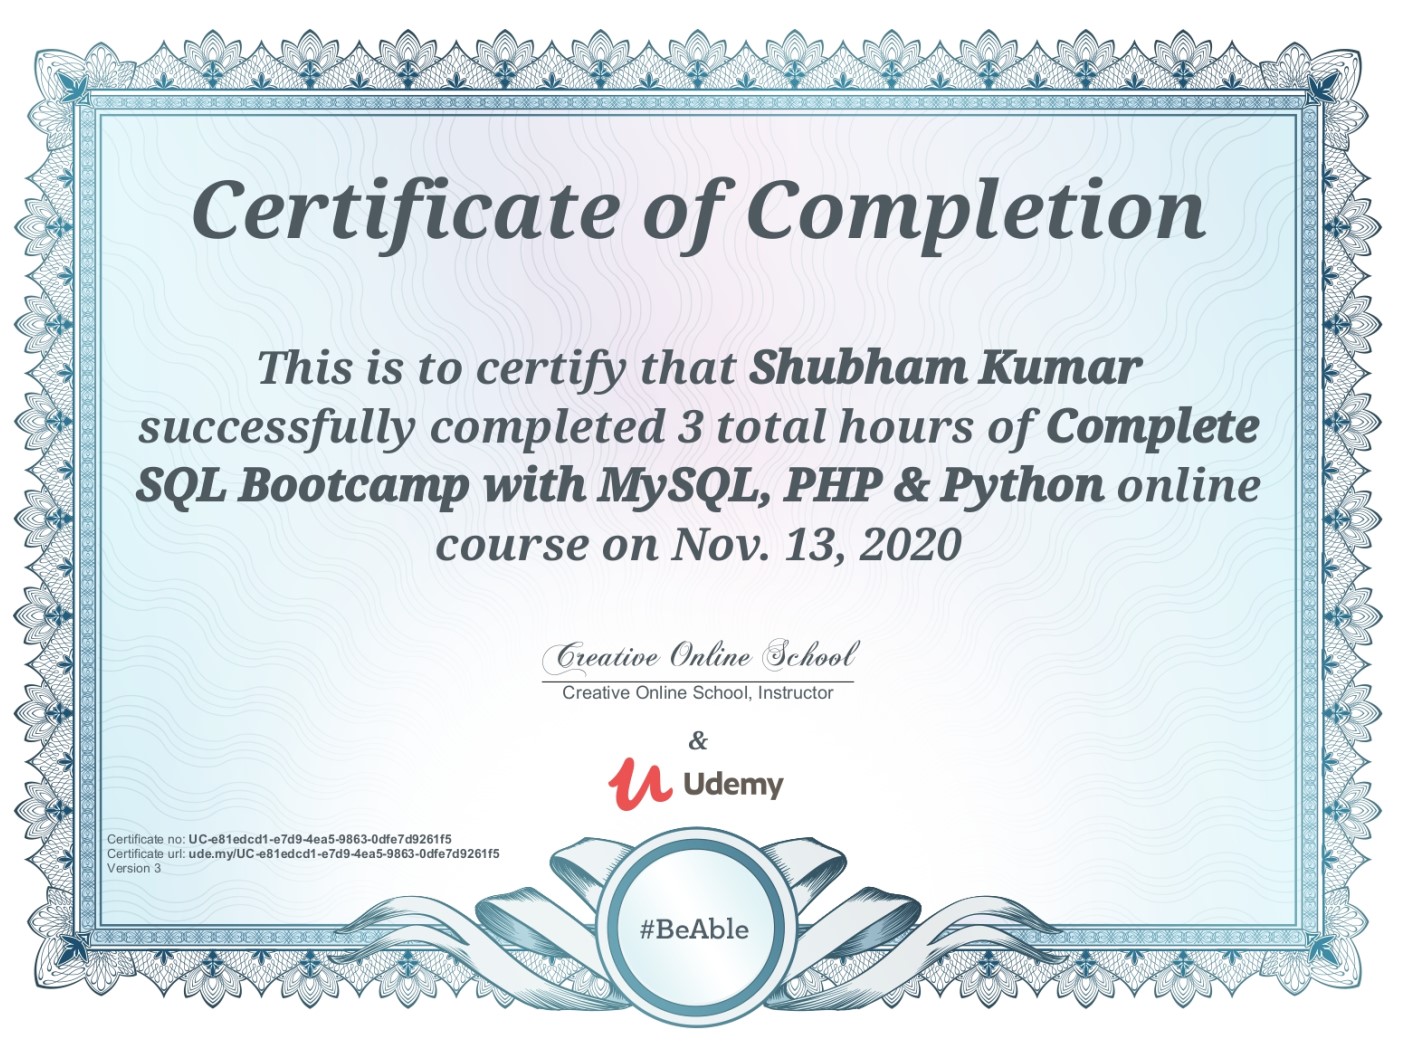 Certificate of Completion
This is to certify that Shubham Kumar
successfully completed 3 total hours of Complete
SQL Bootcamp with MySQL, PHP & Python online
course on Nov. 13, 2020
Creative Online School
Creative Online School, Instructor
&
Udemy
Certificate no: UC-e81edcd1-e7d9-4ea5-9863-0dfe7d9261f5
Certificate url: ude.my/UC-e81edcd1-e7d9-4ea5-9863-0dfe7d9261f5
Version 3
#BeAble